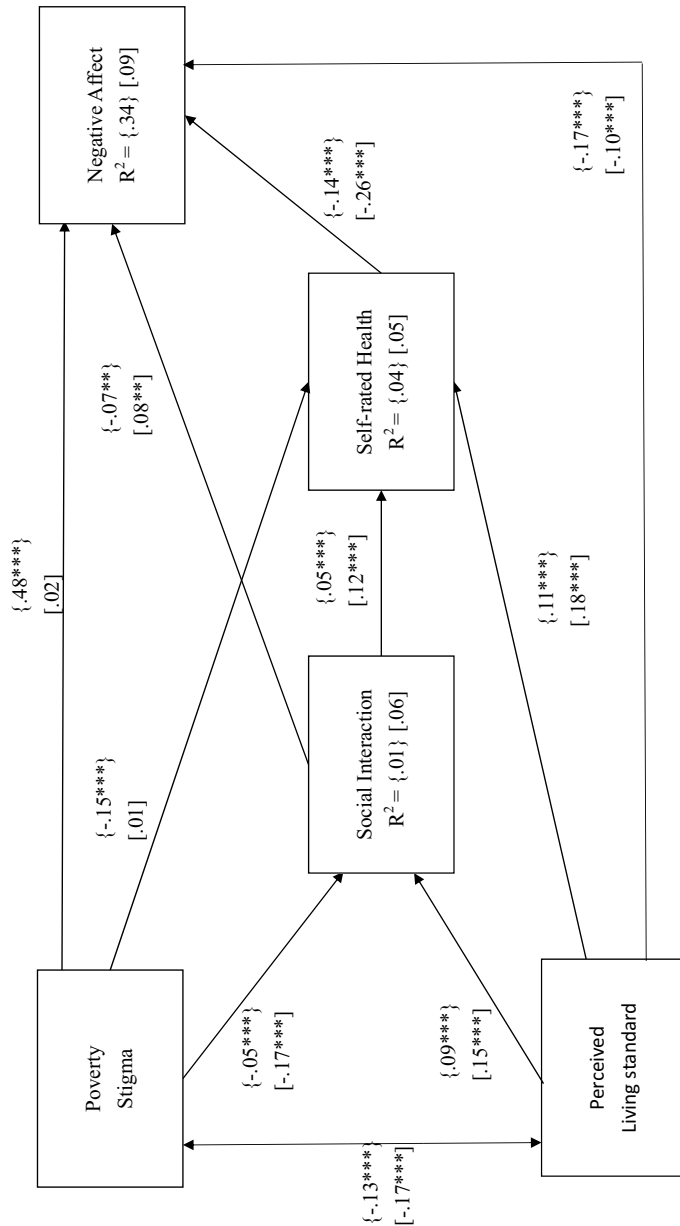 Poverty
Stigma
Perceived
Living standard
{-.13***}
[-.17***]
{-.05***}
[-.17***]
{.09***}
[.15***]
Social Interaction
R² = {.01} [.06]
{-.15***}
[.01]
{.48***}
[.02]
{.05***}
[.12***]
{.11***}
[.18***]
Self-rated Health
R² = {.04} [.05]
{-.07**}
[.08**]
{-.14***}
[-.26***]
{-.17***}
[-.10***]
Negative Affect
R² = {.34} [.09]